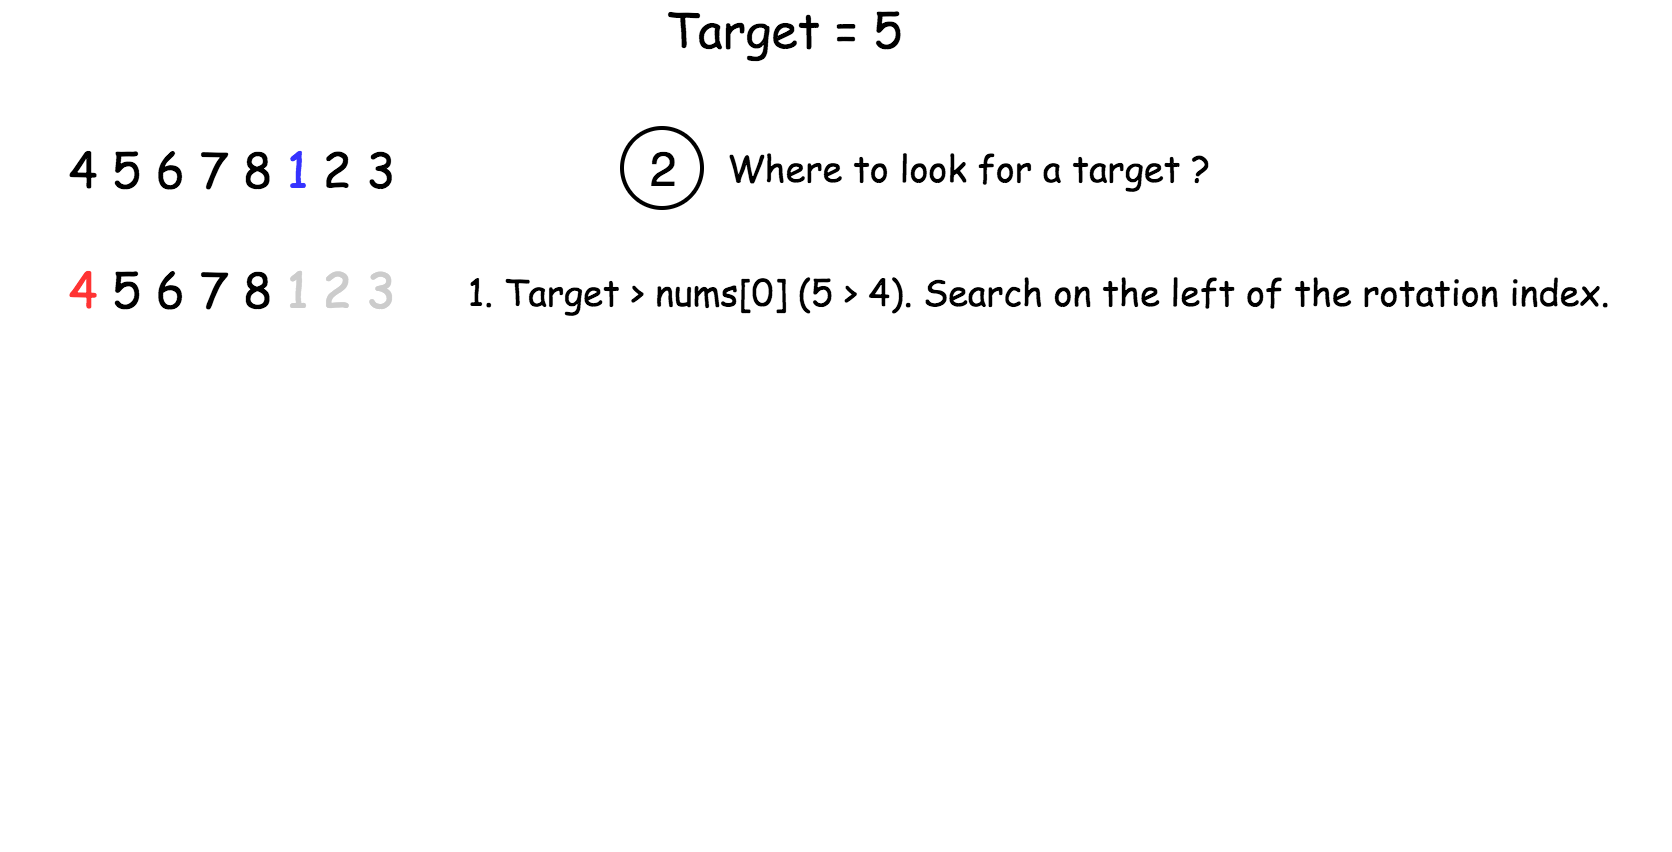 Target = 5
4 5 6 7 8 1 2 3
2 Where to look for a target ?
4 5 6 7 8 1 2 3
1. Target > nums[0] (5 > 4). Search on the left of the rotation index.